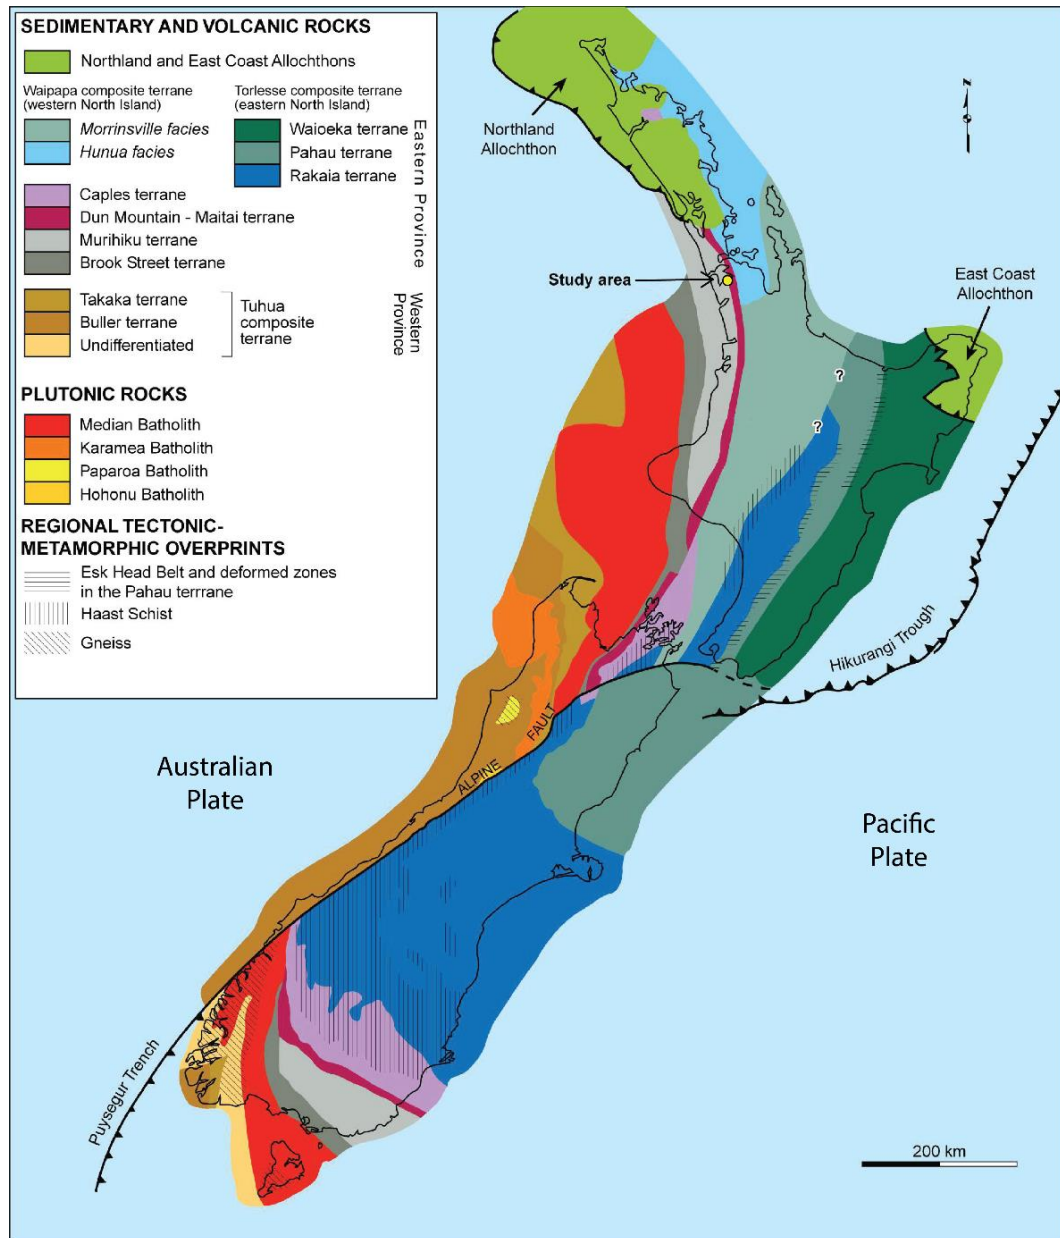 SEDIMENTARY AND VOLCANIC ROCKS
Northland and East Coast Allochthons
Waipapa composite terrane
(western North Island)
Torlesse composite terrane
(eastern North Island)
Morrinsville facies
Hunua facies
Waioeka terrane
Pahau terrane
Rakaia terrane
Caples terrane
Dun Mountain - Maitai terrane
Murihiku terrane
Brook Street terrane
Eastern Province
Takaka terrane
Buller terrane
Undifferentiated
Tuhua
composite
terrane
Western
Province
PLUTONIC ROCKS
Median Batholith
Karamea Batholith
Paparoa Batholith
Hohonu Batholith
REGIONAL TECTONIC-
METAMORPHIC OVERPRINTS
Esk Head Belt and deformed zones
in the Pahau terrrane
Haast Schist
Gneiss
N
Northland
Allochthon
Study area
East Coast
Allochthon
?
?
Hikurangi Trough
ALPINE FAULT
Australian
Plate
Pacific
Plate
Puysegur Trench
200 km